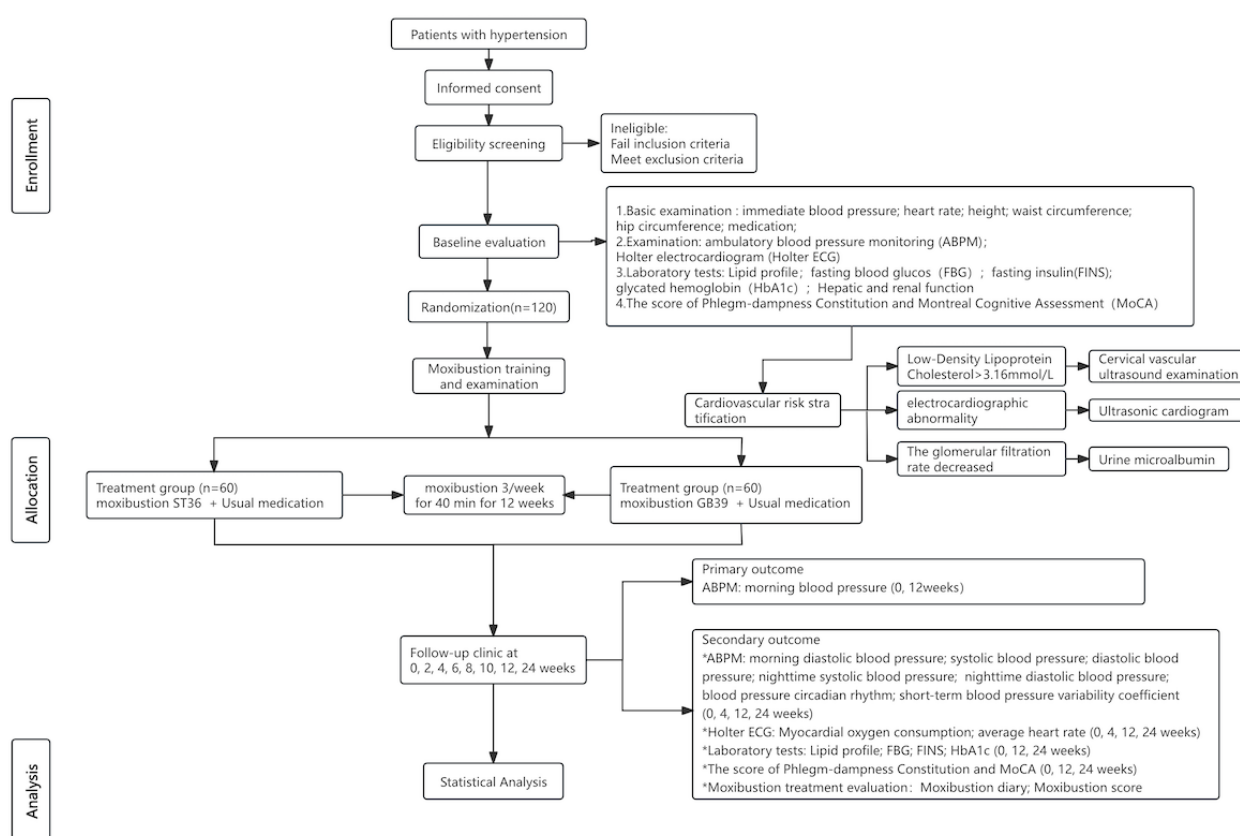 Patients with hypertension
Informed consent
Enrollment
Eligibility screening
Ineligible:
Fail inclusion criteria
Meet exclusion criteria
Baseline evaluation
1.Basic examination : immediate blood pressure; heart rate; height; waist circumference;
hip circumference; medication;
2.Examination: ambulatory blood pressure monitoring (ABPM);
Holter electrocardiogram (Holter ECG)
3.Laboratory tests: Lipid profile; fasting blood glucos (FBG) ; fasting insulin(FINS);
glycated hemoglobin (HbA1c) ; Hepatic and renal function
4.The score of Phlegm-dampness Constitution and Montreal Cognitive Assessment (MoCA)
Randomization(n=120)
Moxibustion training
and examination
Cardiovascular risk stra
tification
Low-Density Lipoprotein
Cholesterol>3.16mmol/L
Cervical vascular
ultrasound examination
electrocardiographic
abnormality
Ultrasonic cardiogram
The glomerular filtration
rate decreased
Urine microalbumin
Allocation
Treatment group (n=60)
moxibustion ST36 + Usual medication
moxibustion 3/week
for 40 min for 12 weeks
Treatment group (n=60)
moxibustion GB39 + Usual medication
Primary outcome
ABPM: morning blood pressure (0, 12weeks)
Follow-up clinic at
0, 2, 4, 6, 8, 10, 12, 24 weeks
Secondary outcome
*ABPM: morning diastolic blood pressure; systolic blood pressure; diastolic blood
pressure; nighttime systolic blood pressure; nighttime diastolic blood pressure;
blood pressure circadian rhythm; short-term blood pressure variability coefficient
(0, 4, 12, 24 weeks)
*Holter ECG: Myocardial oxygen consumption; average heart rate (0, 4, 12, 24 weeks)
*Laboratory tests: Lipid profile; FBG; FINS; HbA1c (0, 12, 24 weeks)
*The score of Phlegm-dampness Constitution and MoCA (0, 12, 24 weeks)
*Moxibustion treatment evaluation: Moxibustion diary; Moxibustion score
Analysis
Statistical Analysis